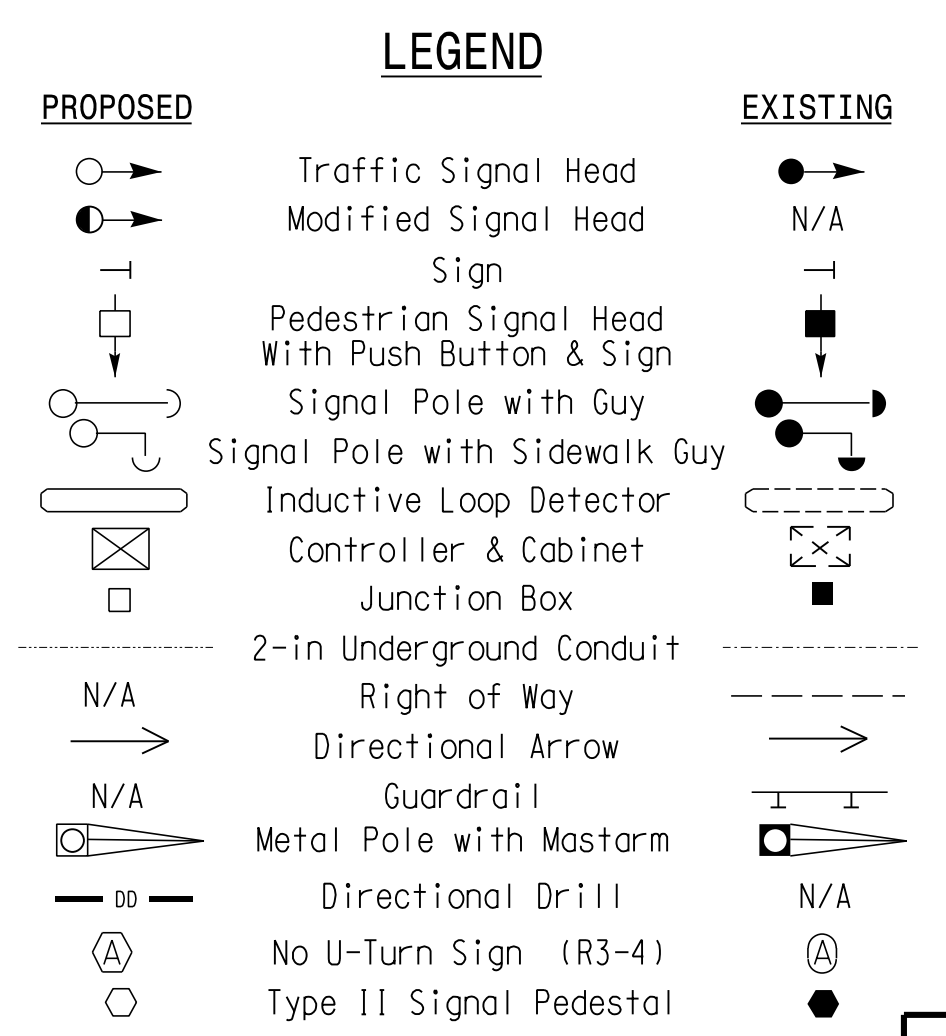 LEGEND
PROPOSED EXISTING
Traffic Signal Head
Modified Signal Head N/A
Sign
Pedestrian Signal Head
With Push Button & Sign
Signal Pole with Guy
Signal Pole with Sidewalk Guy
Inductive Loop Detector
Controller & Cabinet
Junction Box
2-in Underground Conduit
N/A Right of Way
Directional Arrow
N/A Guardrail
Metal Pole with Mastarm
DD Directional Drill N/A
A No U-Turn Sign (R3-4) A
Type II Signal Pedestal